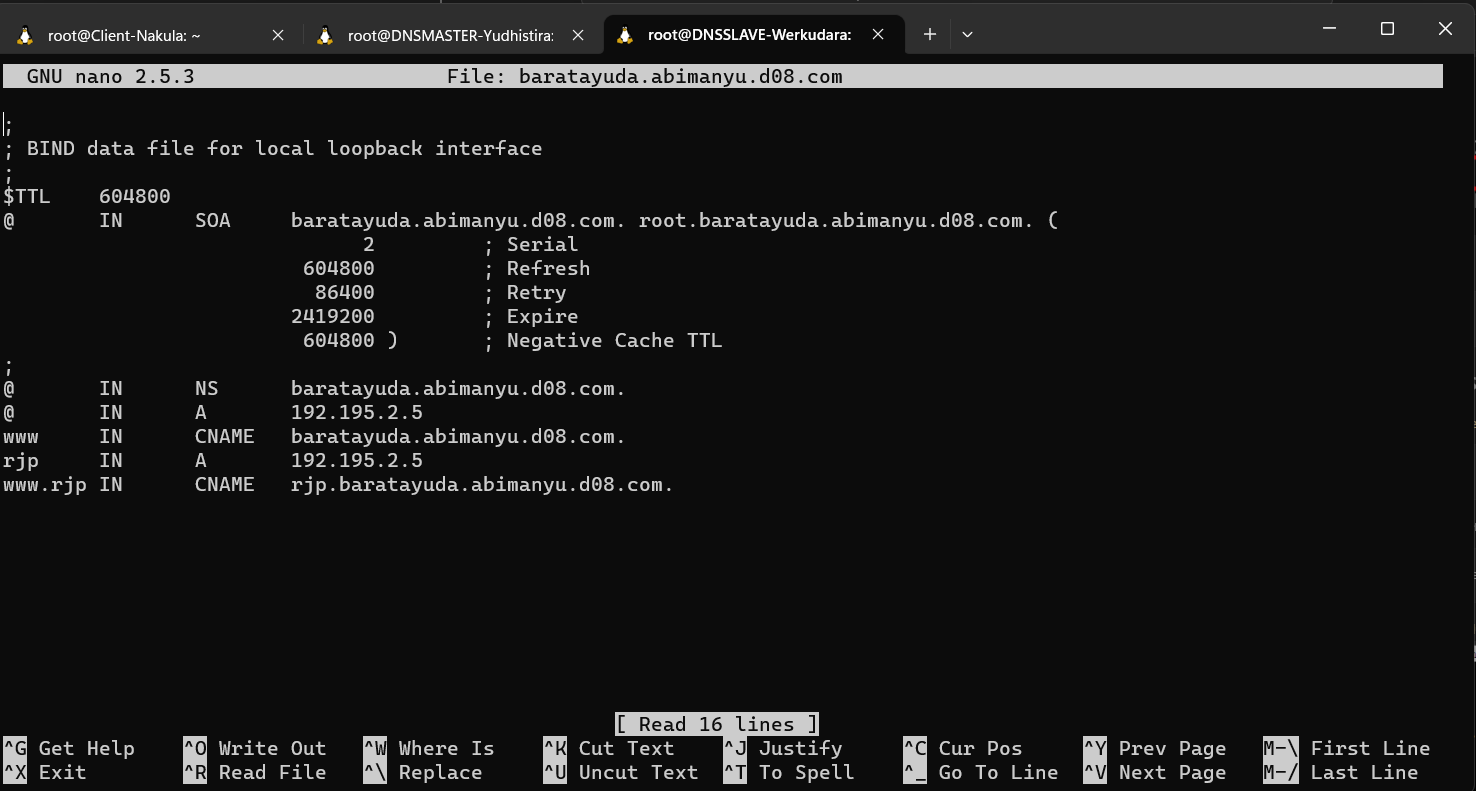 root@Client-Nakula: ~ root@DNSMASTER-Yudhistira: root@DNSSLAVE-Werkudara:
GNU nano 2.5.3 File: baratayuda.abimanyu.d08.com
;
; BIND data file for local loopback interface
;
$TTL 604800
@ IN SOA baratayuda.abimanyu.d08.com. root.baratayuda.abimanyu.d08.com. (
2 ; Serial
604800 ; Refresh
86400 ; Retry
2419200 ; Expire
604800 ) ; Negative Cache TTL
;
@ IN NS baratayuda.abimanyu.d08.com.
@ IN A 192.195.2.5
www IN CNAME baratayuda.abimanyu.d08.com.
rjp IN A 192.195.2.5
www.rjp IN CNAME rjp.baratayuda.abimanyu.d08.com.
[ Read 16 lines ]
^G Get Help ^O Write Out ^W Where Is ^K Cut Text ^J Justify ^C Cur Pos ^Y Prev Page M-\ First Line
^X Exit ^R Read File ^\ Replace ^U Uncut Text ^T To Spell ^_ Go To Line ^V Next Page M-/ Last Line